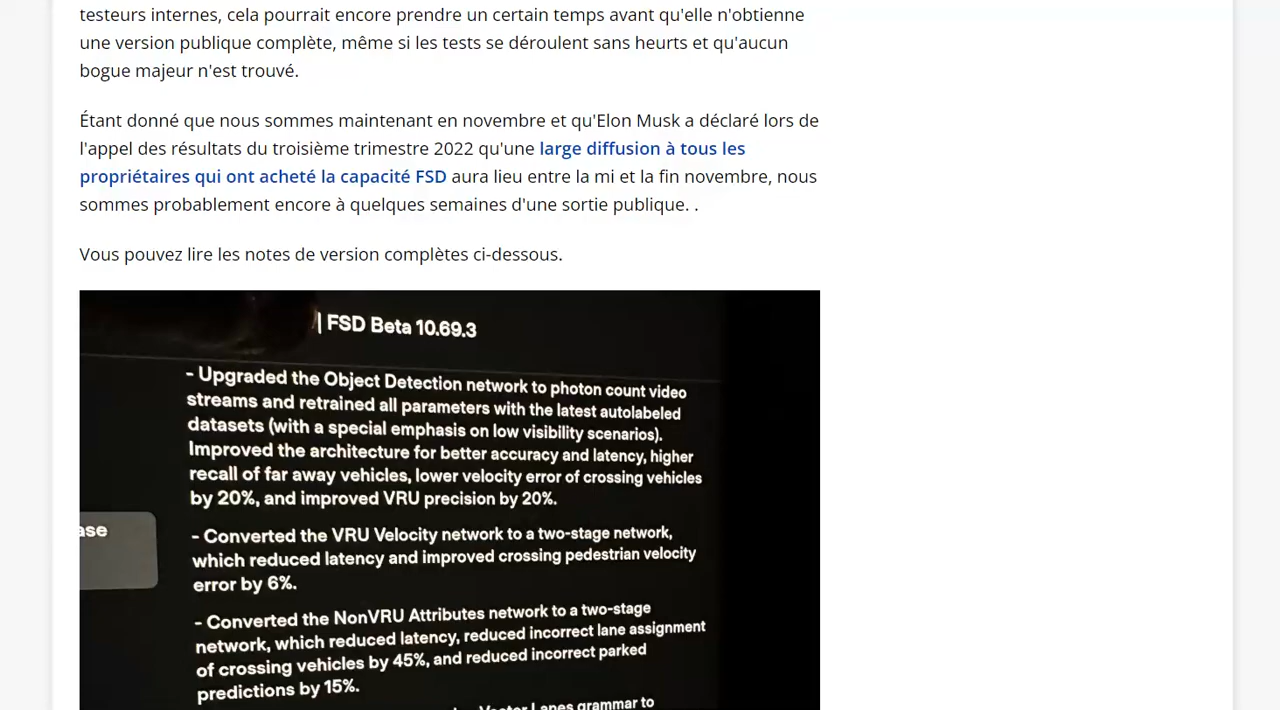 testeurs internes, cela pourrait encore prendre un certain temps avant qu'elle n'obtienne
une version publique complète, même si les tests se déroulent sans heurts et qu'aucun
bogue majeur n'est trouvé.
Étant donné que nous sommes maintenant en novembre et qu'Elon Musk a déclaré lors de
l'appel des résultats du troisième trimestre 2022 qu'une large diffusion à tous les
propriétaires qui ont acheté la capacité FSD aura lieu entre la mi et la fin novembre, nous
sommes probablement encore à quelques semaines d'une sortie publique. .
Vous pouvez lire les notes de version complètes ci-dessous.
| FSD Beta 10.69.3
- Upgraded the Object Detection network to photon count video
streams and retrained all parameters with the latest autolabeled
datasets (with a special emphasis on low visibility scenarios).
Improved the architecture for better accuracy and latency, higher
recall of far away vehicles, lower velocity error of crossing vehicles
by 20%, and improved VRU precision by 20%.
ase
- Converted the VRU Velocity network to a two-stage network,
which reduced latency and improved crossing pedestrian velocity
error by 6%.
- Converted the NonVRU Attributes network to a two-stage
network, which reduced latency, reduced incorrect lane assignment
of crossing vehicles by 45%, and reduced incorrect parked
predictions by 15%.
Lanes grammar to